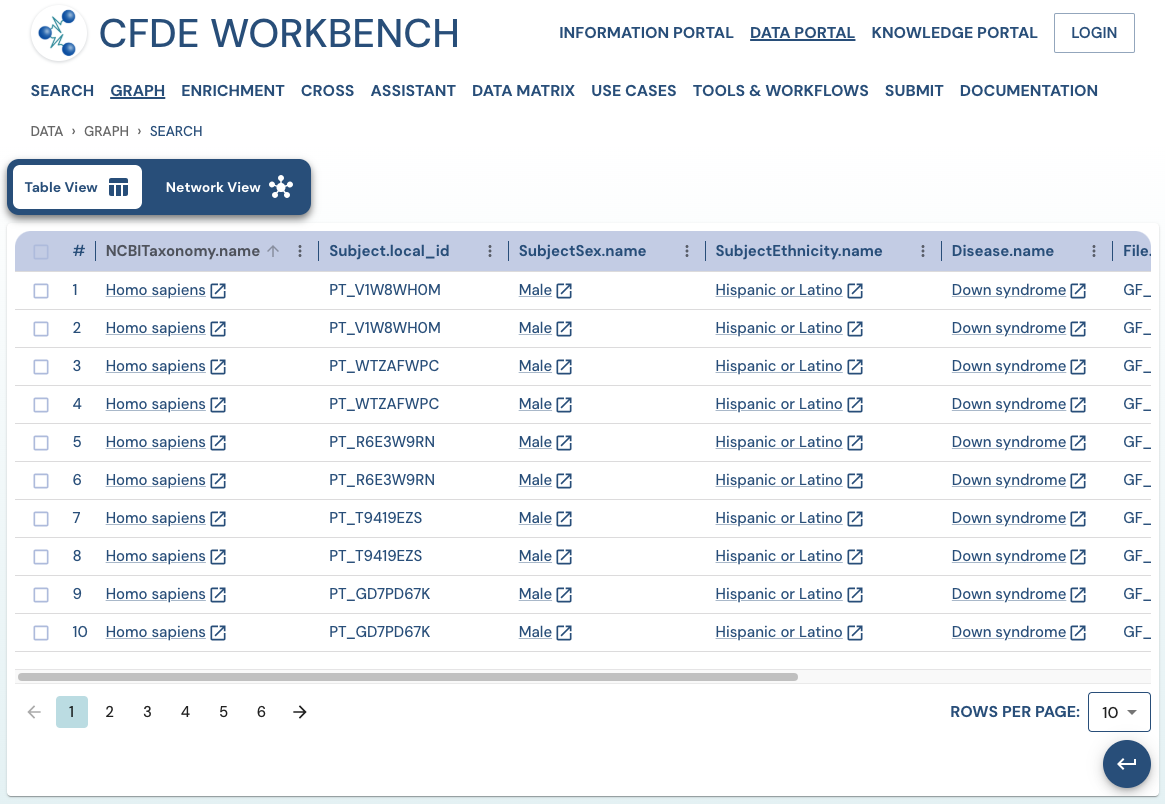 CFDE WORKBENCH
INFORMATION PORTAL DATA PORTAL KNOWLEDGE PORTAL LOGIN
SEARCH GRAPH ENRICHMENT CROSS ASSISTANT DATA MATRIX USE CASES TOOLS & WORKFLOWS SUBMIT DOCUMENTATION
DATA › GRAPH › SEARCH
Table View Network View
# NCBITaxonomy.name Subject.local_id SubjectSex.name SubjectEthnicity.name Disease.name File.
1 Homo sapiens PT_V1W8WH0M Male Hispanic or Latino Down syndrome GF_
2 Homo sapiens PT_V1W8WH0M Male Hispanic or Latino Down syndrome GF_
3 Homo sapiens PT_WTZAFWPC Male Hispanic or Latino Down syndrome GF_
4 Homo sapiens PT_WTZAFWPC Male Hispanic or Latino Down syndrome GF_
5 Homo sapiens PT_R6E3W9RN Male Hispanic or Latino Down syndrome GF_
6 Homo sapiens PT_R6E3W9RN Male Hispanic or Latino Down syndrome GF_
7 Homo sapiens PT_T9419EZS Male Hispanic or Latino Down syndrome GF_
8 Homo sapiens PT_T9419EZS Male Hispanic or Latino Down syndrome GF_
9 Homo sapiens PT_GD7PD67K Male Hispanic or Latino Down syndrome GF_
10 Homo sapiens PT_GD7PD67K Male Hispanic or Latino Down syndrome GF_
1 2 3 4 5 6 ROWS PER PAGE: 10